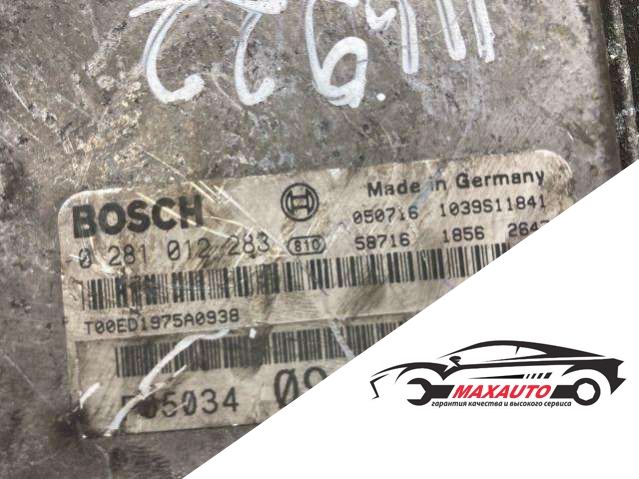 BOSCH
Made in Germany
0 281 012 283
810
050716 1039S11841
58716 1856
T00ED1975A0938
MAXAUTO
гарантия качества и высокого сервиса